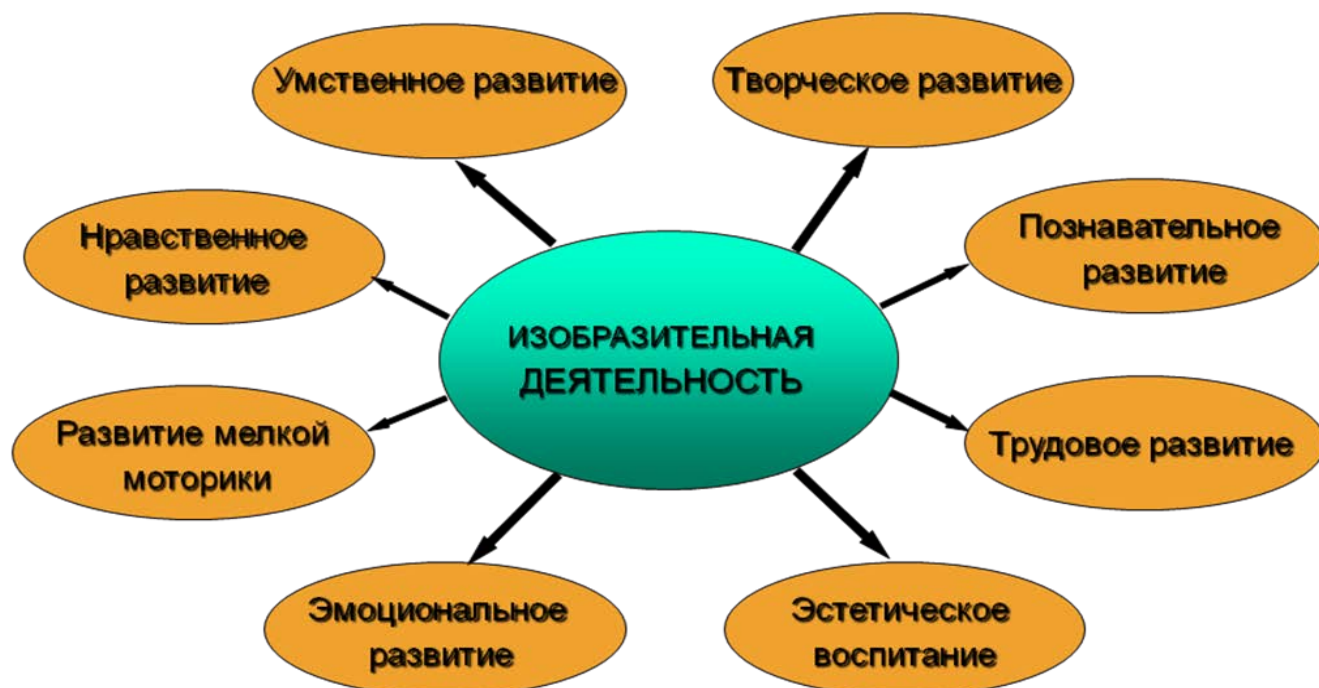 Умственное развитие
Творческое развитие
Нравственное
развитие
Познавательное
развитие
ИЗОБРАЗИТЕЛЬНАЯ
ДЕЯТЕЛЬНОСТЬ
Развитие мелкой
моторики
Трудовое развитие
Эмоциональное
развитие
Эстетическое
воспитание